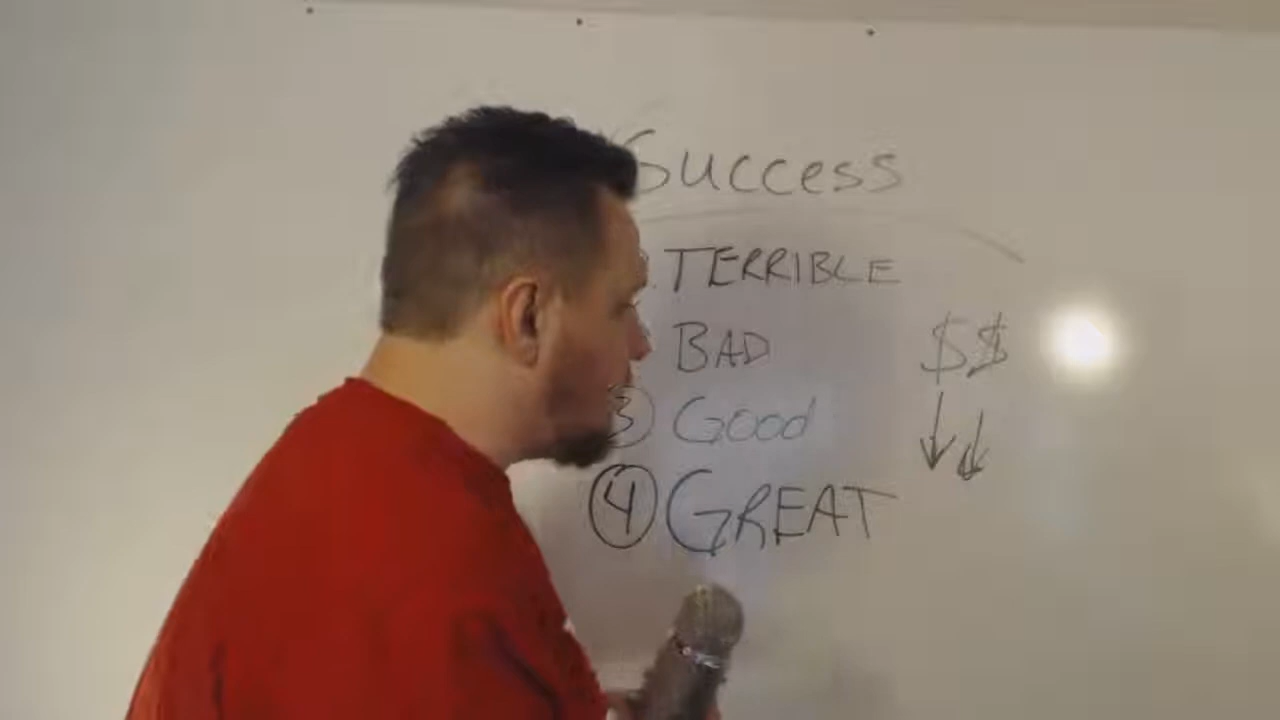 Success
TERRIBLE
BAD $$
③ Good ↓↓
④ GREAT